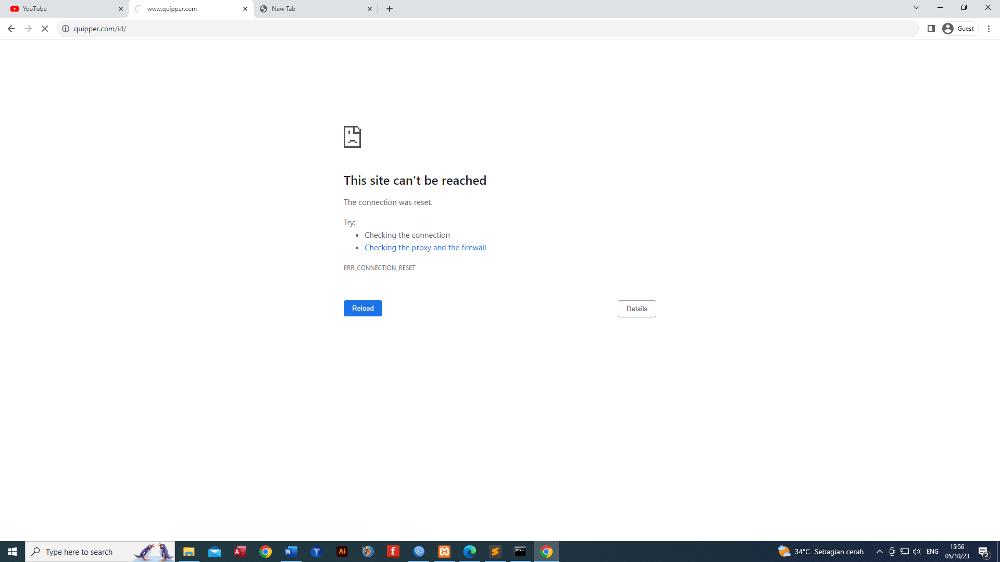 YouTube
www.quipper.com
New Tab
quipper.com/id/
Guest
This site can’t be reached
The connection was reset.
Try:
Checking the connection
Checking the proxy and the firewall
ERR_CONNECTION_RESET
Reload
Details
Type here to search
A
W
T
Ai
f
34°C Sebagian cerah
ENG
15:56
05/10/23
2